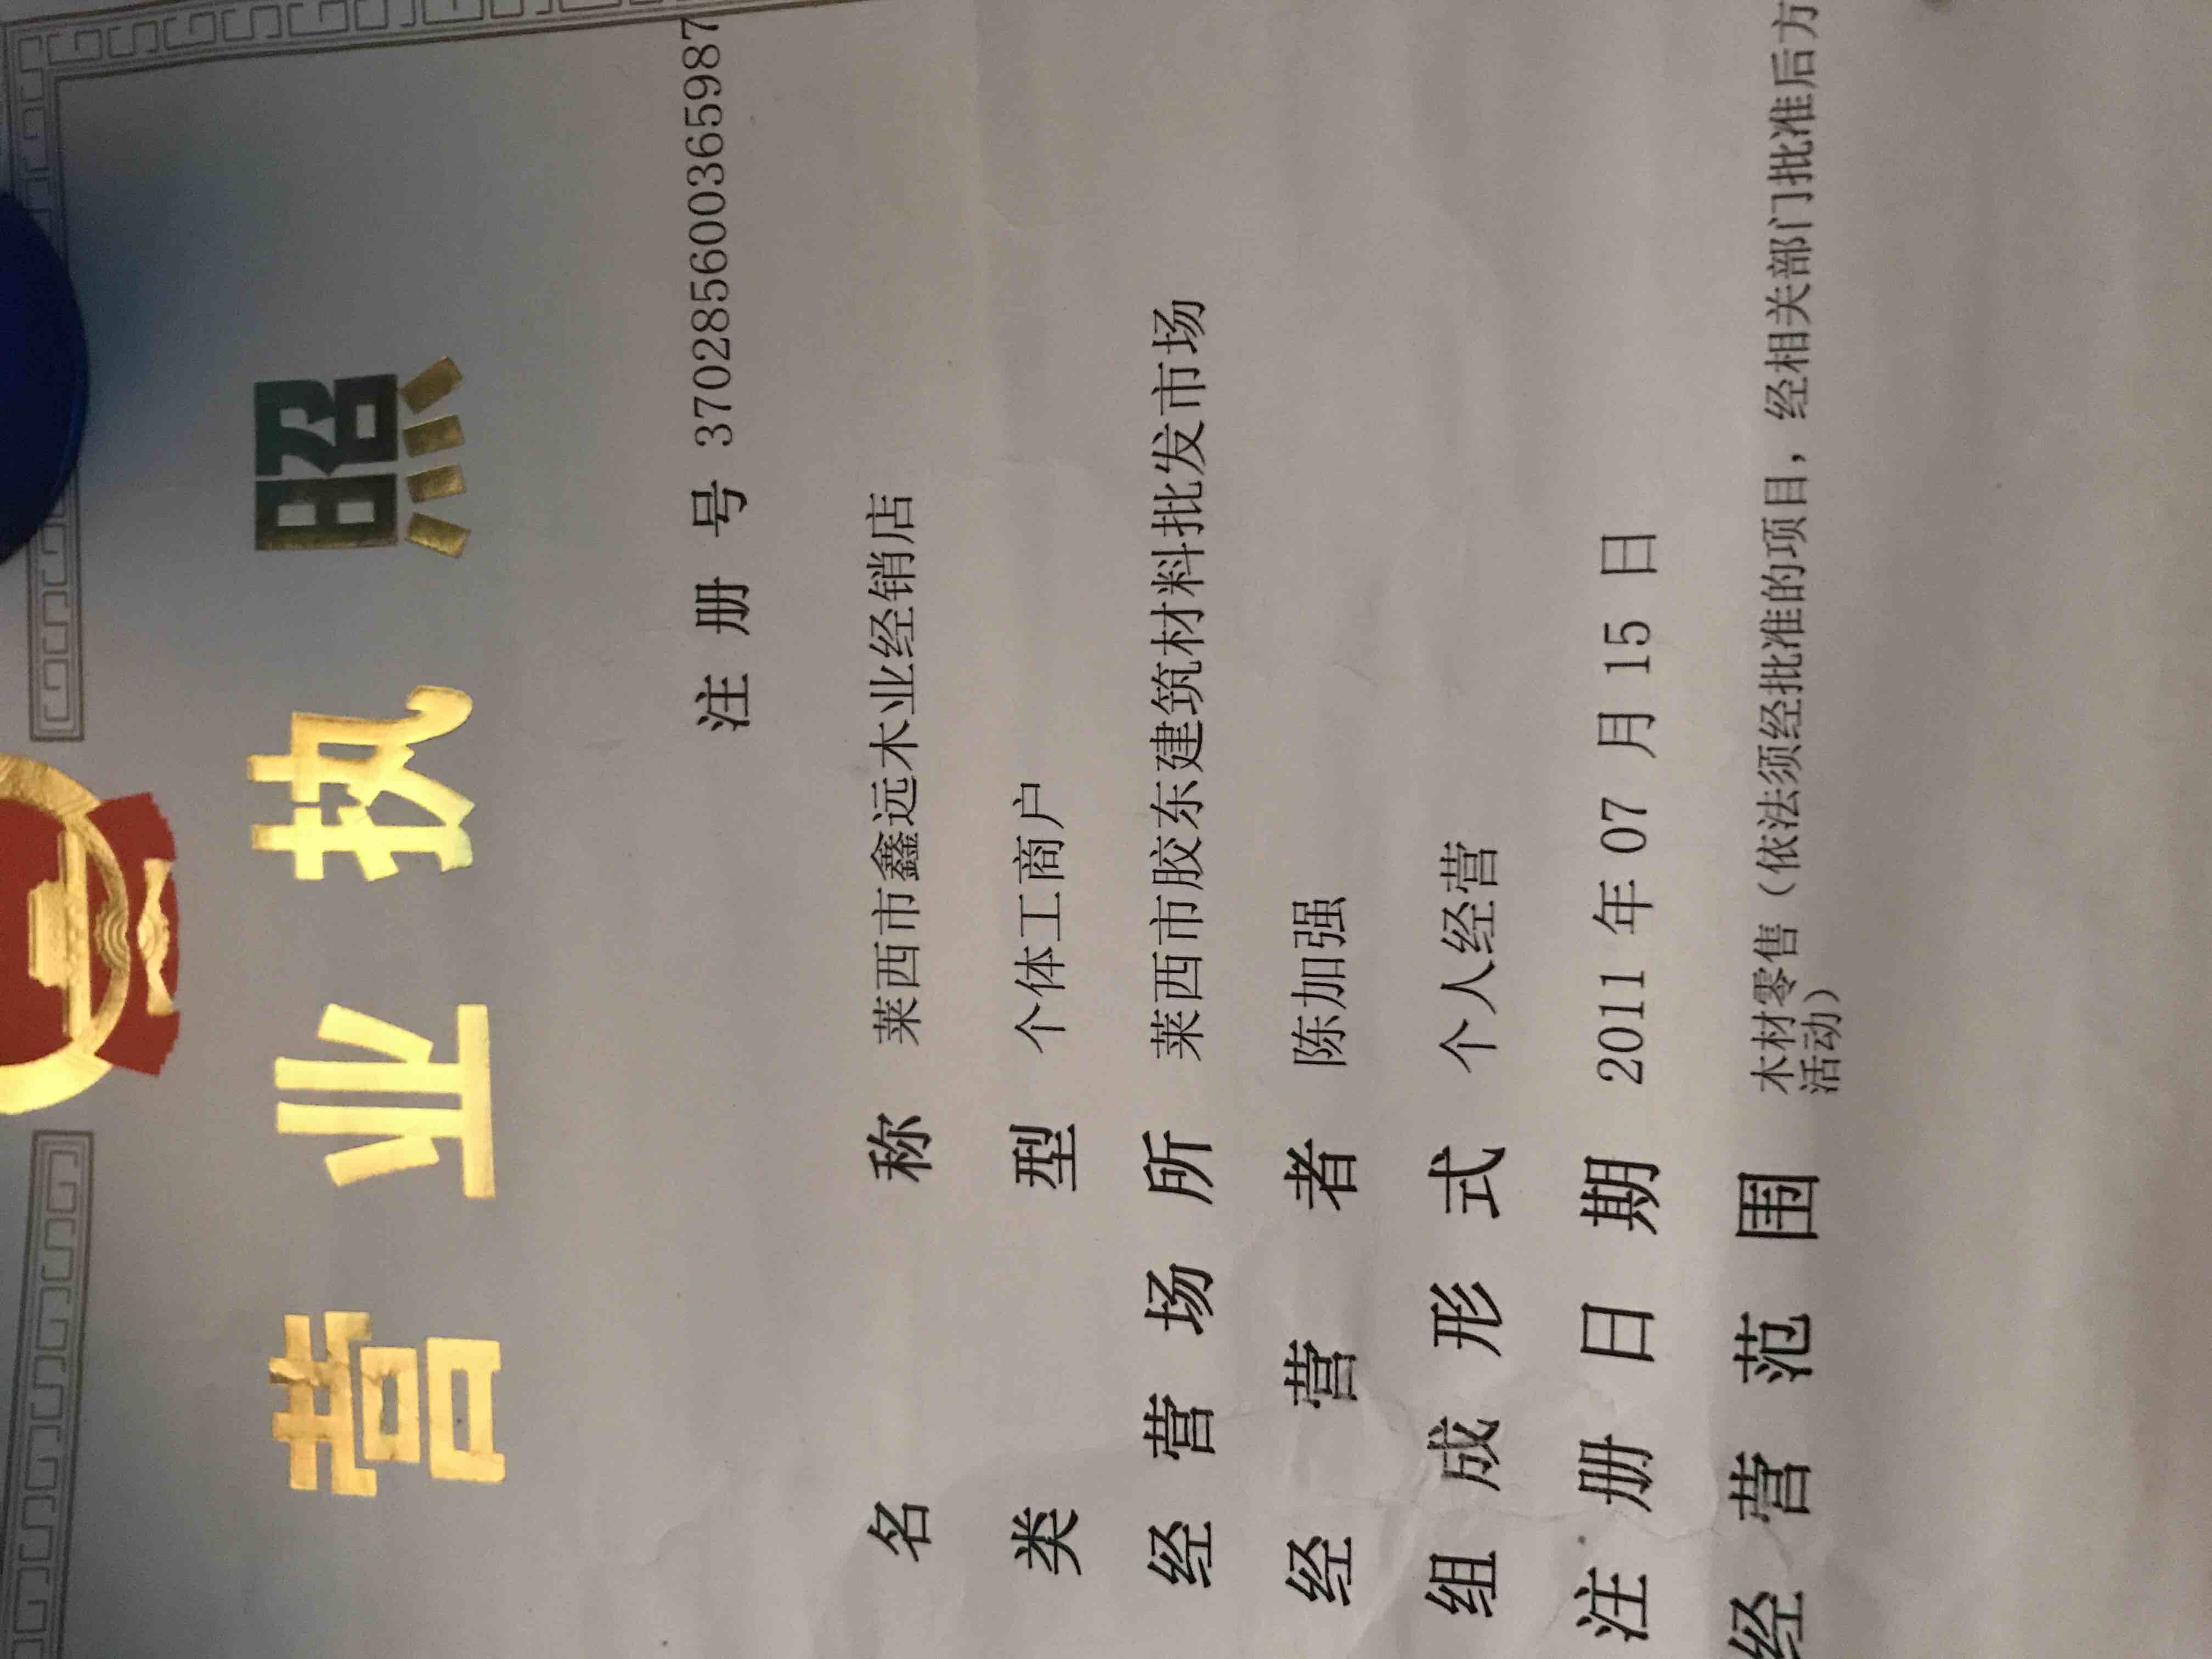 营业执照
注册号 370285600365987
名称 莱西市鑫远木业经销店
类型 个体工商户
经营场所 莱西市胶东建筑材料批发市场
经营者 陈加强
组成形式 个人经营
注册日期 2011年07月15日
经营范围 木材零售（依法须经批准的项目，经相关部门批准后方
活动）